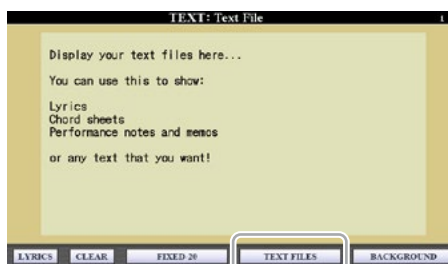 TEXT: Text File 1
Display your text files here...
You can use this to show:
Lyrics
Chord sheets
Performance notes and memos
or any text that you want!
LYRICS CLEAR FIXED 20 TEXT FILES BACKGROUND